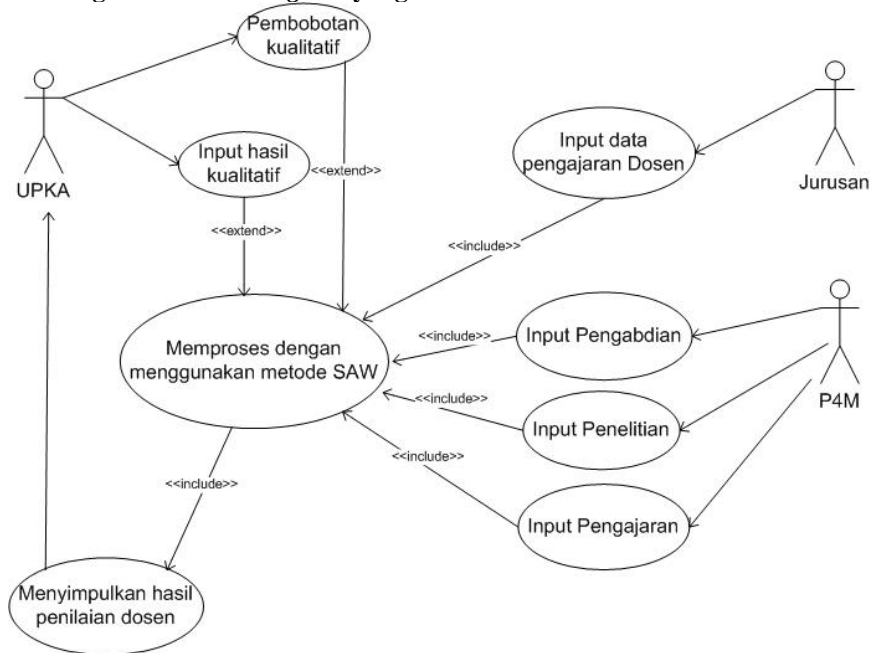 Pembobotan
kualitatif
UPKA
Input hasil
kualitatif
<<extend>>
<<extend>>
Input data
pengajaran Dosen
Jurusan
<<include>>
Memproses dengan
menggunakan metode SAW
<<include>>
Input Pengabdian
<<include>>
Input Penelitian
P4M
<<include>>
Input Pengajaran
<<include>>
Menyimpulkan hasil
penilaian dosen